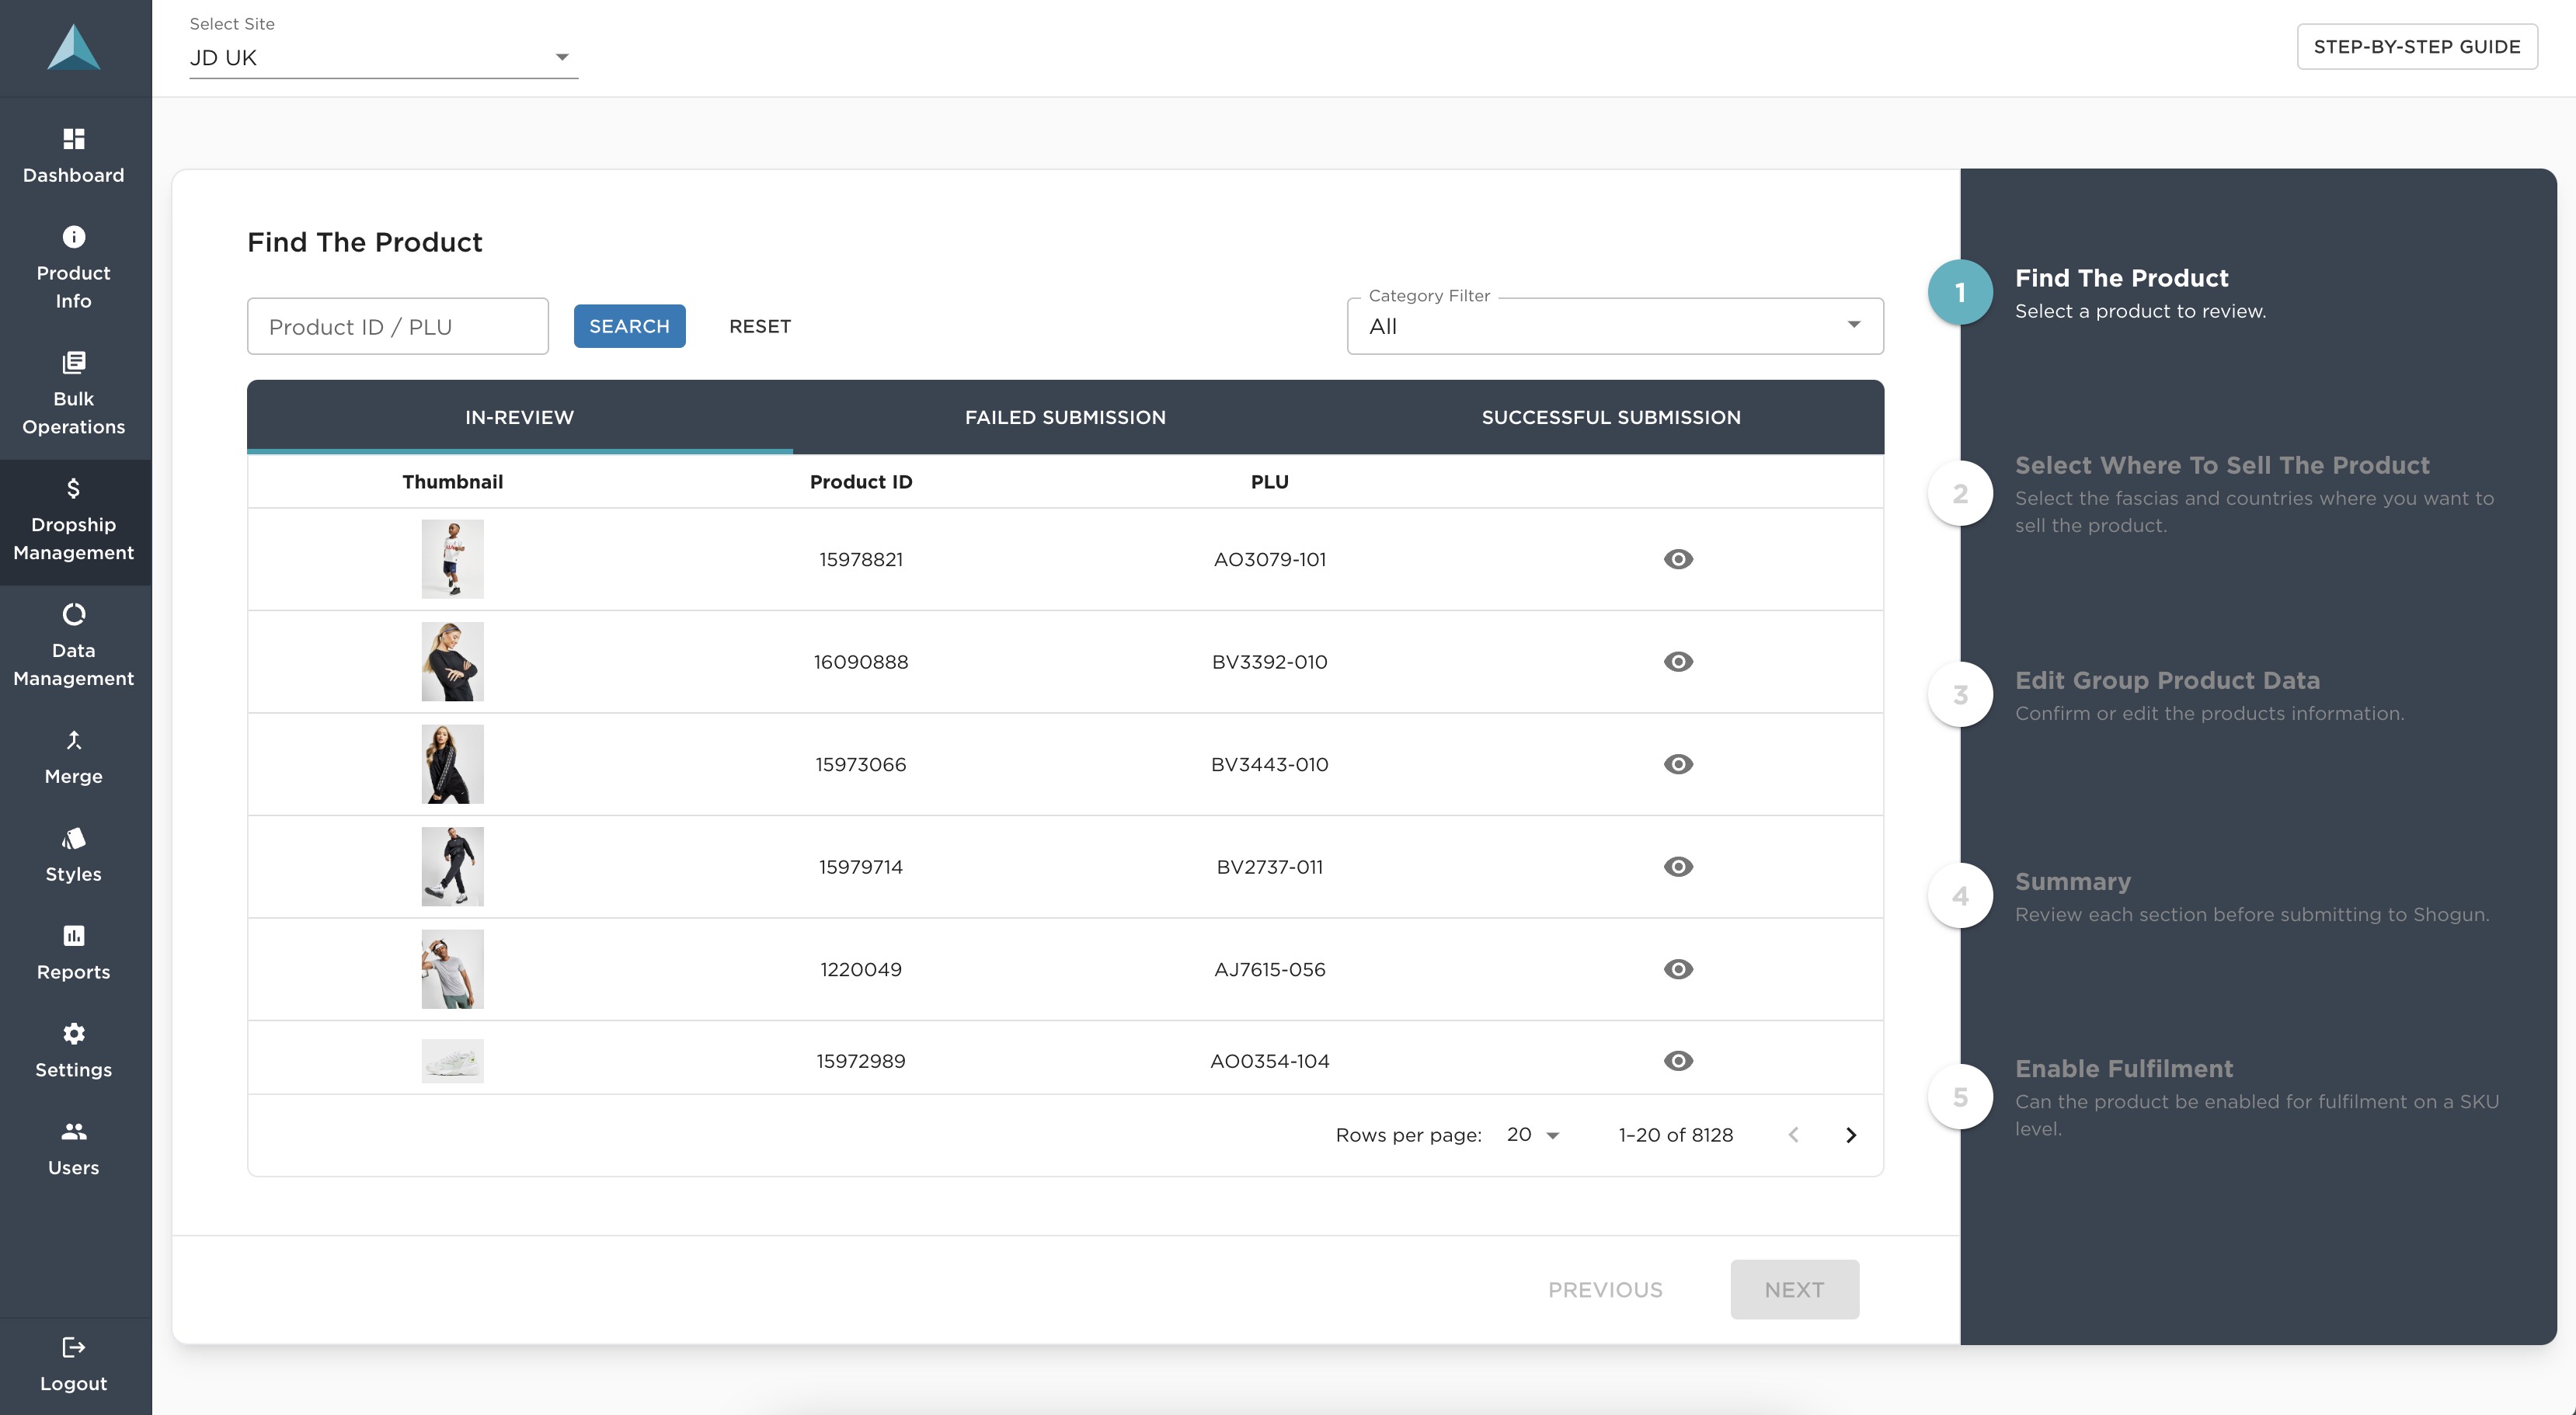 Select Site
JD UK
STEP-BY-STEP GUIDE
Dashboard
Product
Info
Bulk
Operations
Dropship
Management
Data
Management
Merge
Styles
Reports
Settings
Users
Logout
Find The Product
Product ID / PLU
SEARCH
RESET
Category Filter
All
IN-REVIEW
FAILED SUBMISSION
SUCCESSFUL SUBMISSION
Thumbnail Product ID PLU
15978821 AO3079-101
16090888 BV3392-010
15973066 BV3443-010
15979714 BV2737-011
1220049 AJ7615-056
15972989 AO0354-104
Rows per page: 20 1–20 of 8128
PREVIOUS
NEXT
1
Find The Product
Select a product to review.
2
Select Where To Sell The Product
Select the fascias and countries where you want to
sell the product.
3
Edit Group Product Data
Confirm or edit the products information.
4
Summary
Review each section before submitting to Shogun.
5
Enable Fulfilment
Can the product be enabled for fulfilment on a SKU
level.